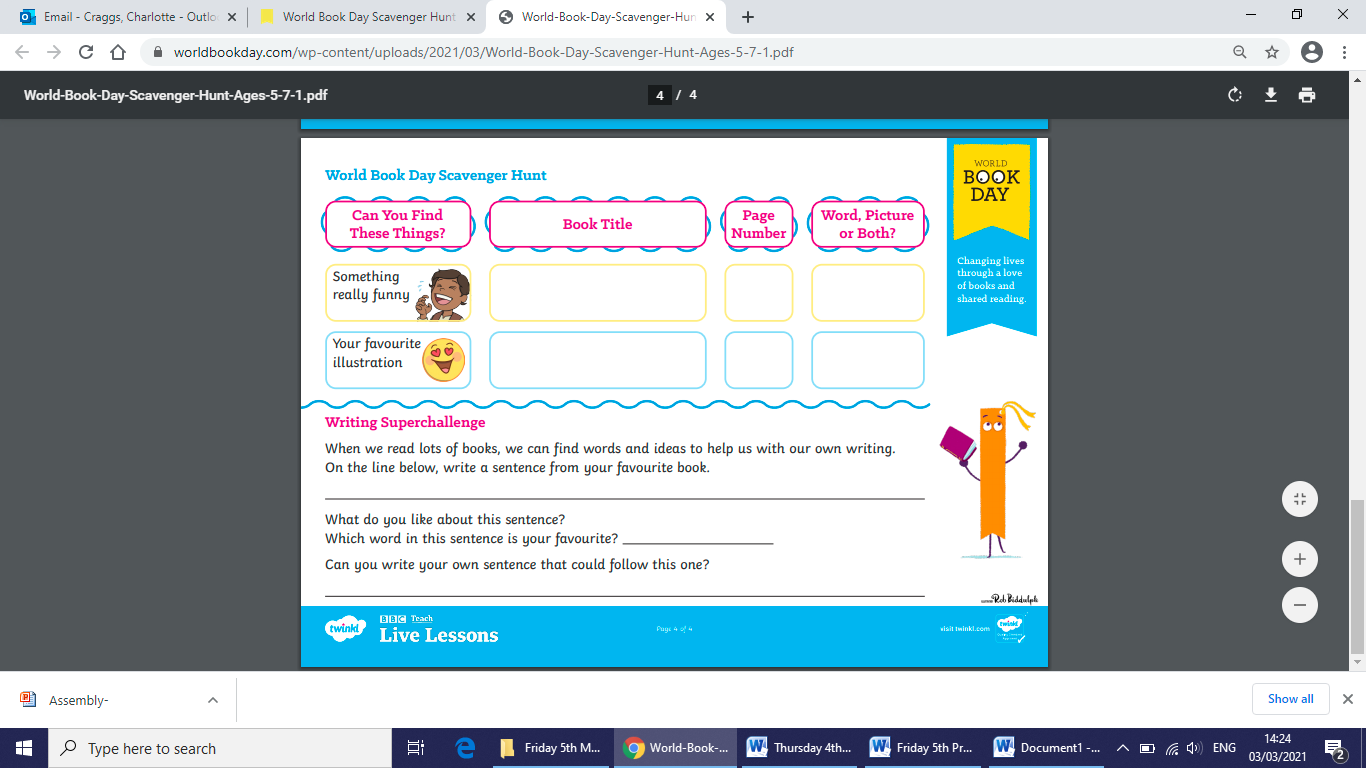 Email - Craggs, Charlotte - Outlo
World Book Day Scavenger Hunt
World-Book-Day-Scavenger-Hun
worldbookday.com/wp-content/uploads/2021/03/World-Book-Day-Scavenger-Hunt-Ages-5-7-1.pdf
World-Book-Day-Scavenger-Hunt-Ages-5-7-1.pdf
4 / 4
World Book Day Scavenger Hunt
Can You Find
These Things?
Book Title
Page
Number
Word, Picture
or Both?
Something
really funny
Your favourite
illustration
WORLD
BOOK
DAY
Changing lives
through a love
of books and
shared reading.
Writing Superchallenge
When we read lots of books, we can find words and ideas to help us with our own writing.
On the line below, write a sentence from your favourite book.
What do you like about this sentence?
Which word in this sentence is your favourite?
Can you write your own sentence that could follow this one?
Rob Biddulph
twinkl
BBC Teach
Live Lessons
Page 4 of 4
visit twinkl.com
twinkl
Assembly-
Show all
Type here to search
Friday 5th M...
World-Book-...
Thursday 4th...
Friday 5th Pr...
Document1 -...
ENG
14:24
03/03/2021
2